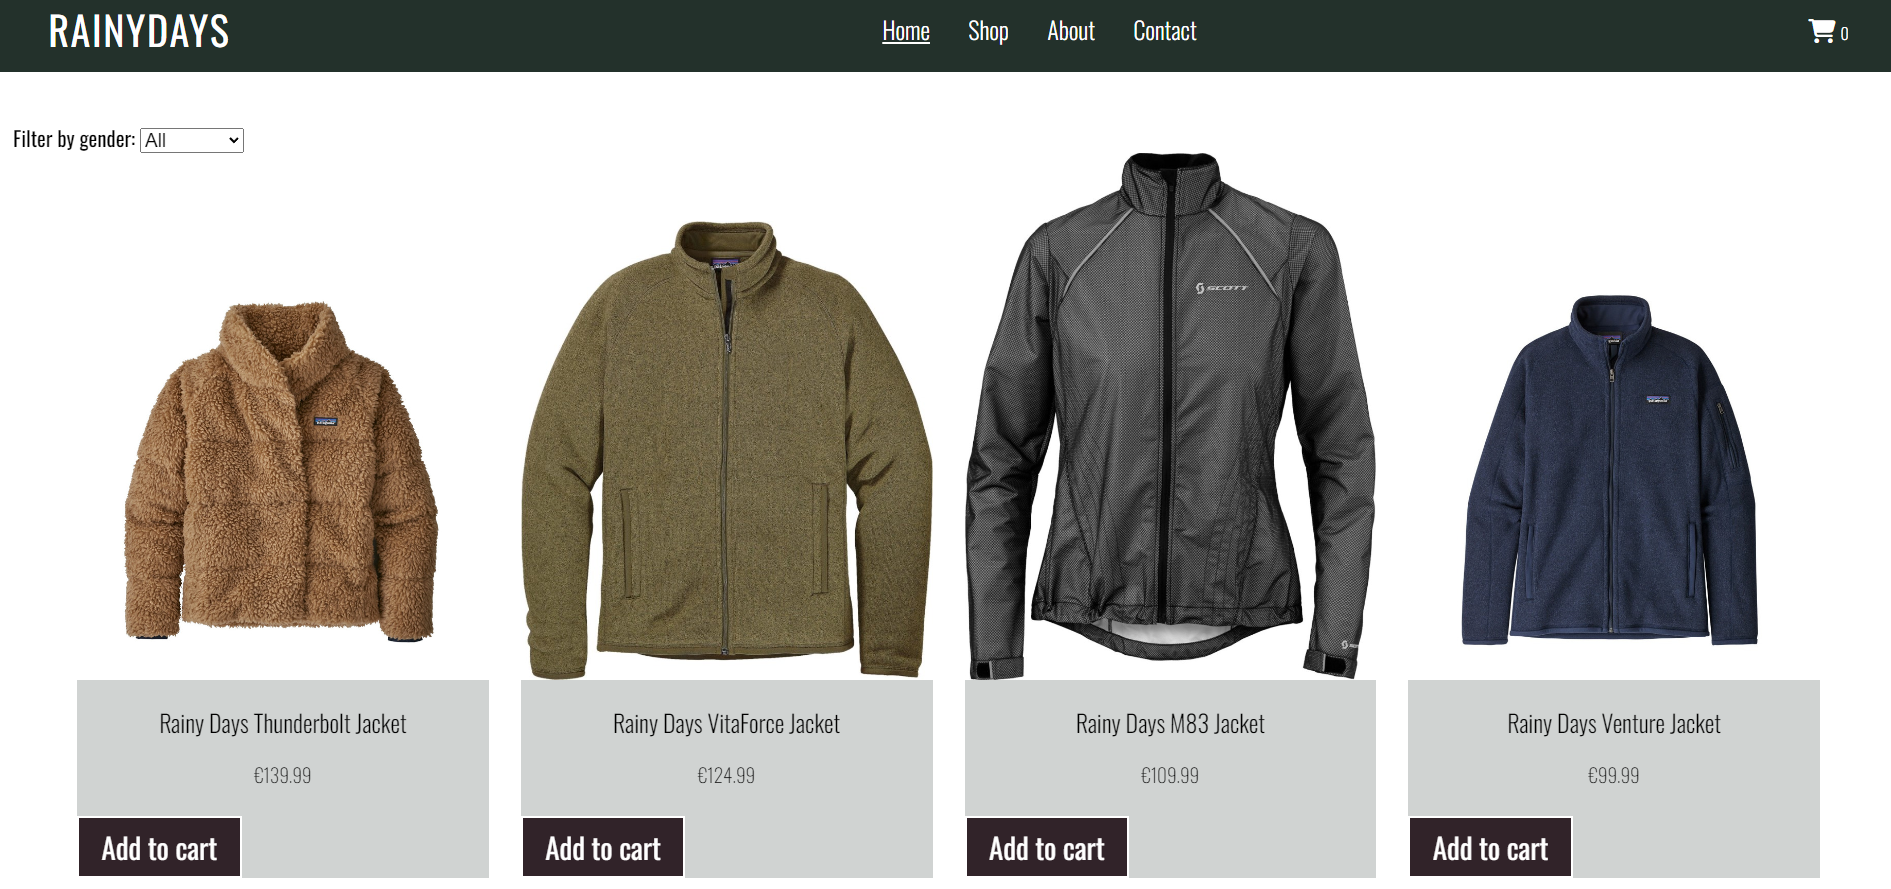 RAINYDAYS
Home Shop About Contact
0
Filter by gender: All
SCOTT
Rainy Days Thunderbolt Jacket
€139.99
Add to cart
Rainy Days VitaForce Jacket
€124.99
Add to cart
Rainy Days M83 Jacket
€109.99
Add to cart
Rainy Days Venture Jacket
€99.99
Add to cart